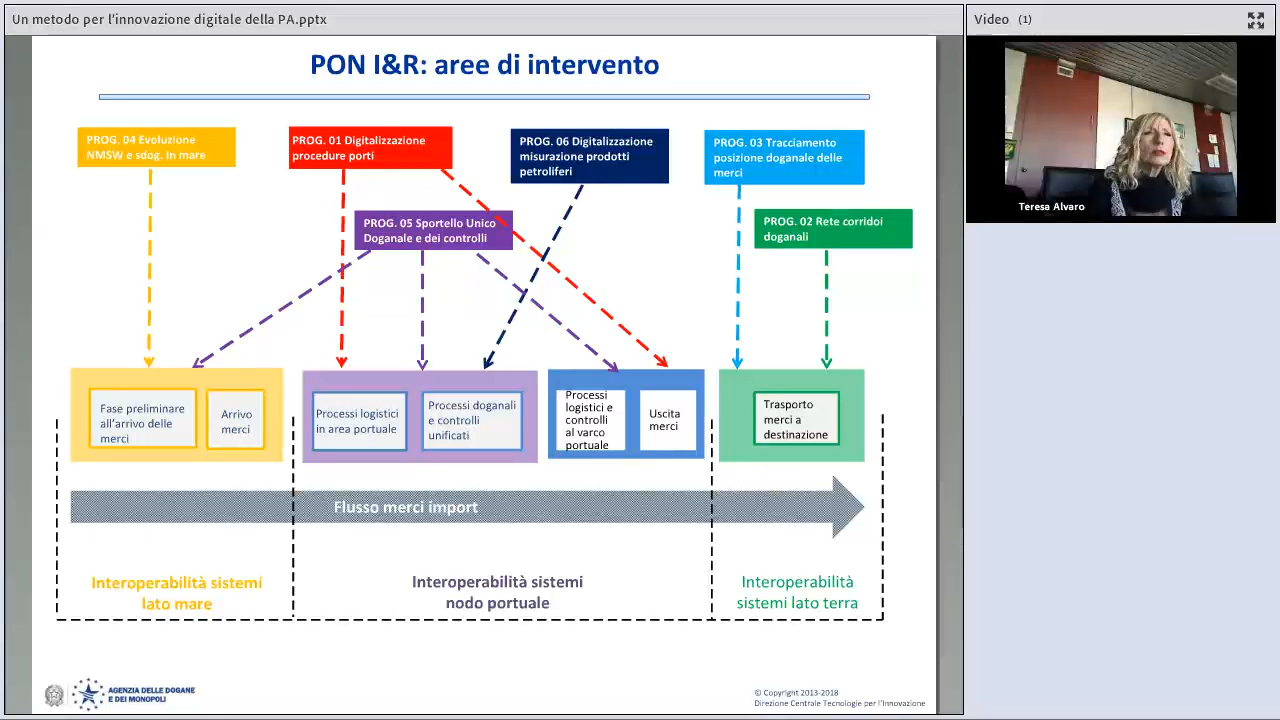 Un metodo per l'innovazione digitale della PA.pptx
Video (1)
PON I&R: aree di intervento
PROG. 04 Evoluzione
NMSW e sdog. In mare
PROG. 01 Digitalizzazione
procedure porti
PROG. 06 Digitalizzazione
misurazione prodotti
petroliferi
PROG. 03 Tracciamento
posizione doganale delle
merci
PROG. 05 Sportello Unico
Doganale e dei controlli
PROG. 02 Rete corridoi
doganali
Teresa Alvaro
Fase preliminare
all'arrivo delle
merci
Arrivo
merci
Processi logistici
in area portuale
Processi doganali
e controlli
unificati
Processi
logistici e
controlli
al varco
portuale
Uscita
merci
Trasporto
merci a
destinazione
Flusso merci import
Interoperabilità sistemi
lato mare
Interoperabilità sistemi
nodo portuale
Interoperabilità
sistemi lato terra
AGENZIA DELLE DOGANE
E DEI MONOPOLI
© Copyright 2013-2018
Direzione Centrale Tecnologie per l'Innovazione